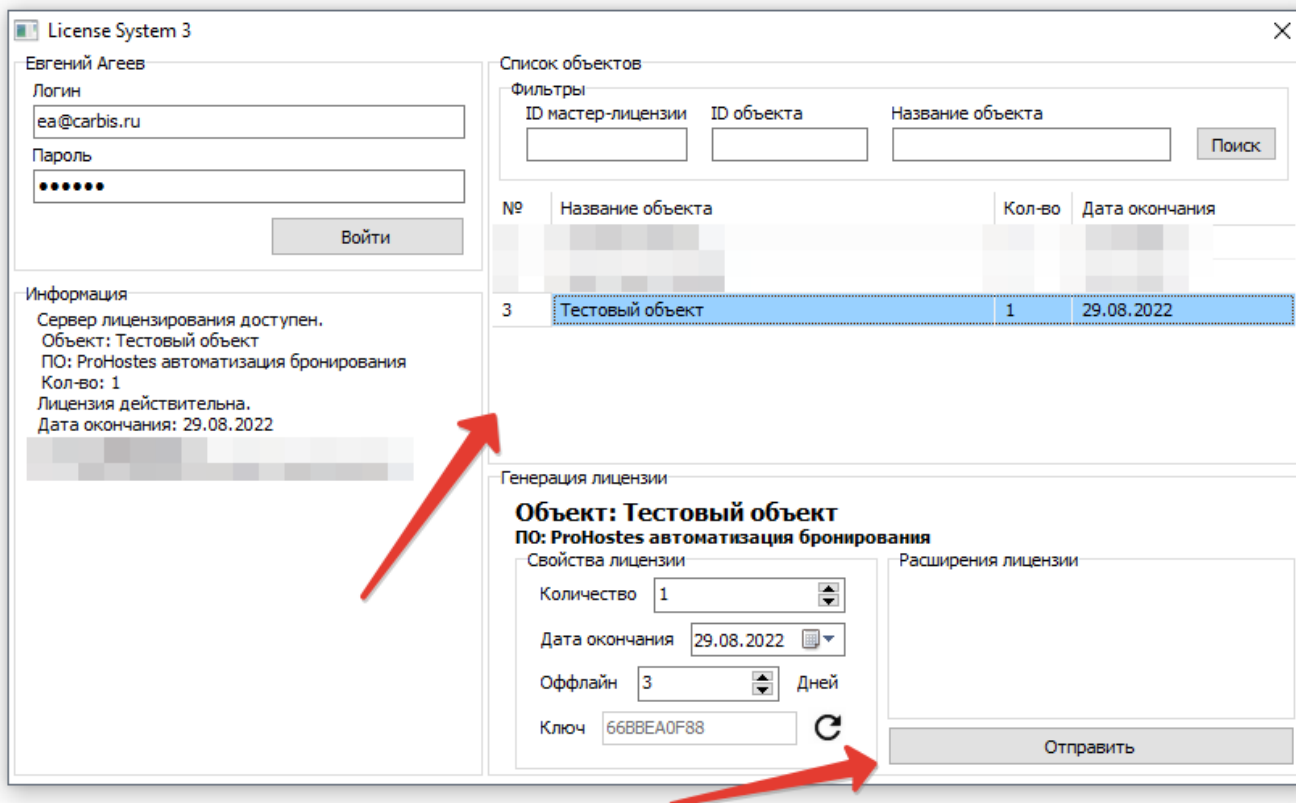 License System 3
Евгений Агеев
Логин
ea@carbis.ru
Пароль
Войти
Информация
Сервер лицензирования доступен.
Объект: Тестовый объект
ПО: ProHostes автоматизация бронирования
Кол-во: 1
Лицензия действительна.
Дата окончания: 29.08.2022
Список объектов
Фильтры
ID мастер-лицензии ID объекта Название объекта
Поиск
№ Название объекта Кол-во Дата окончания
3 Тестовый объект 1 29.08.2022
Генерация лицензии
Объект: Тестовый объект
ПО: ProHostes автоматизация бронирования
Свойства лицензии
Количество 1
Дата окончания 29.08.2022
Оффлайн 3 Дней
Ключ 66BBEA0F88
Расширения лицензии
Отправить